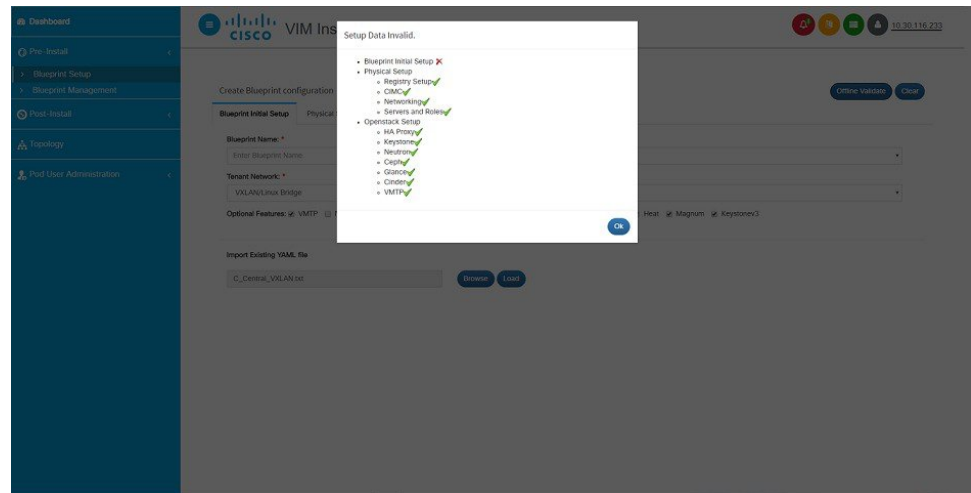 Dashboard
CISCO VIM Ins
10.30.116.233
Pre-Install
Blueprint Setup
Blueprint Management
Post-Install
Topology
Pod User Administration
Setup Data Invalid.
Blueprint Initial Setup
Physical Setup
Registry Setup
CIMC
Networking
Servers and Roles
Openstack Setup
HA Proxy
Keystone
Neutron
Ceph
Glance
Cinder
VMTP
Ok
Create Blueprint configuration
Offline Validate Clear
Blueprint Initial Setup Physical
Blueprint Name: *
Enter Blueprint Name
Tenant Network: *
VXLAN/Linux Bridge
Optional Features: VMTP Heat Magnum Keystonev3
Import Existing YAML file
C_Central_VXLAN.txt Browse Load